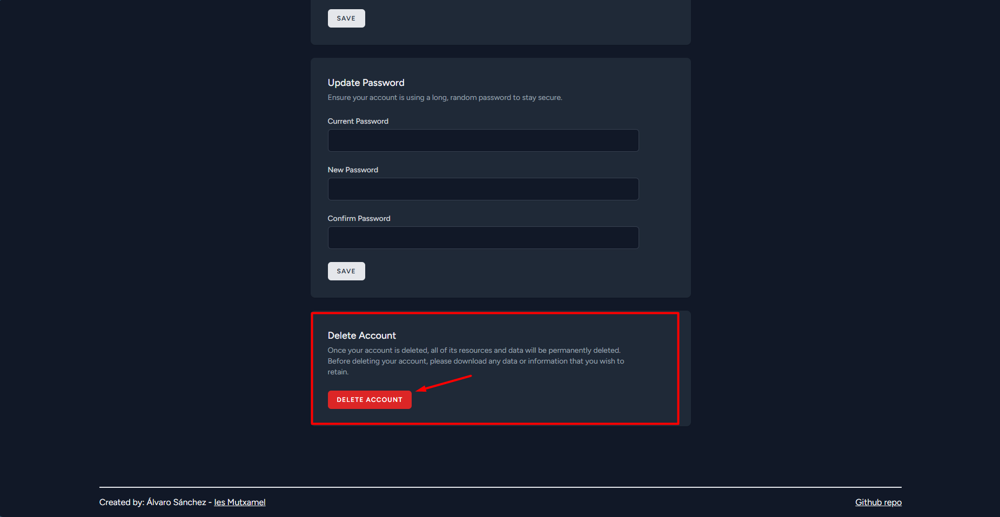 SAVE
Update Password
Ensure your account is using a long, random password to stay secure.
Current Password
New Password
Confirm Password
SAVE
Delete Account
Once your account is deleted, all of its resources and data will be permanently deleted.
Before deleting your account, please download any data or information that you wish to
retain.
DELETE ACCOUNT
Created by: Álvaro Sánchez - Ies Mutxamel
Github repo